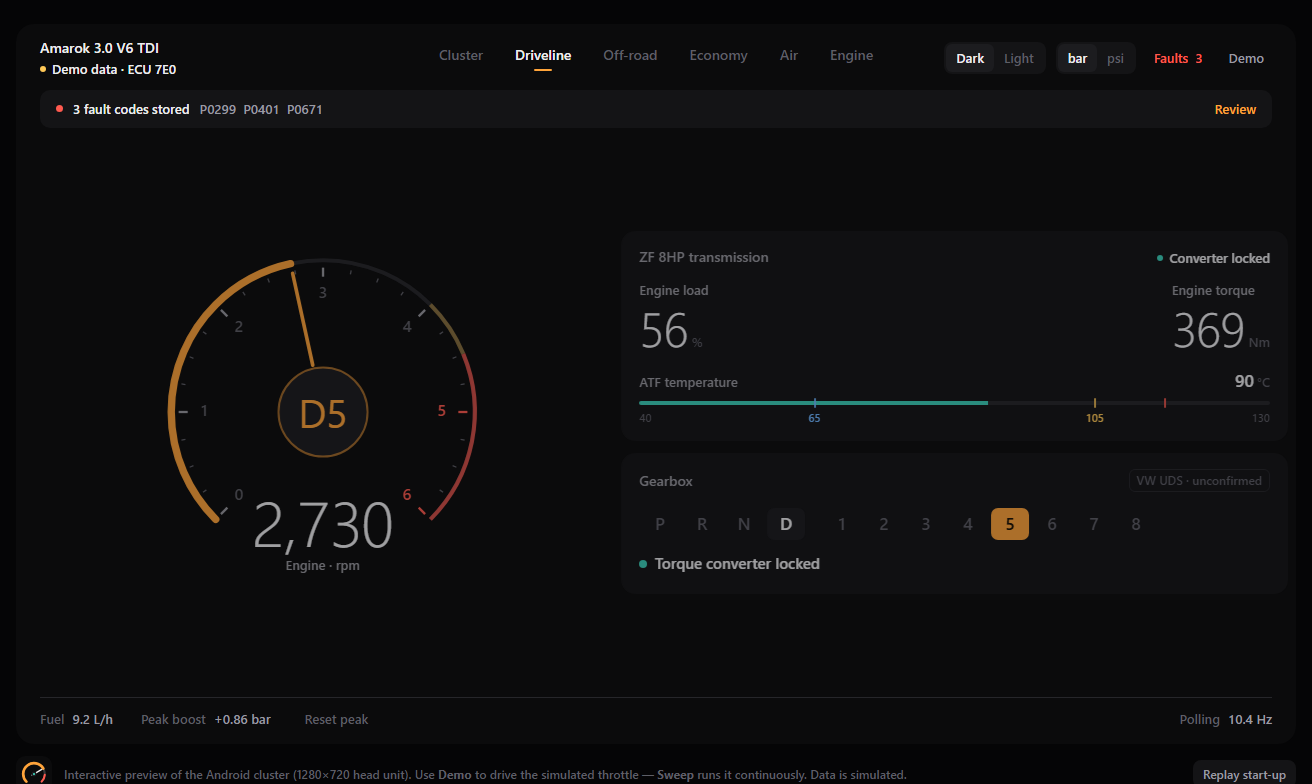 Amarok 3.0 V6 TDI
Demo data · ECU 7E0
Cluster Driveline Off-road Economy Air Engine
Dark Light bar psi Faults 3 Demo
3 fault codes stored P0299 P0401 P0671 Review
0 1 2 3 4 5 6
D5
2,730
Engine · rpm
ZF 8HP transmission Converter locked
Engine load Engine torque
56 % 369 Nm
ATF temperature 90 °C
40 65 105 130
Gearbox VW UDS · unconfirmed
P R N D 1 2 3 4 5 6 7 8
Torque converter locked
Fuel 9.2 L/h Peak boost +0.86 bar Reset peak Polling 10.4 Hz
Interactive preview of the Android cluster (1280×720 head unit). Use Demo to drive the simulated throttle — Sweep runs it continuously. Data is simulated. Replay start-up